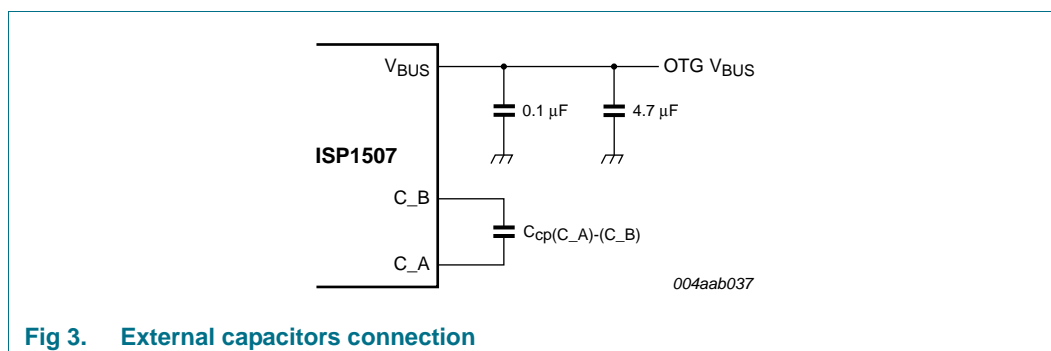 VBUS
OTG VBUS
0.1 μF
4.7 μF
ISP1507
C_B
Ccp(C_A)-(C_B)
C_A
004aab037
Fig 3. External capacitors connection